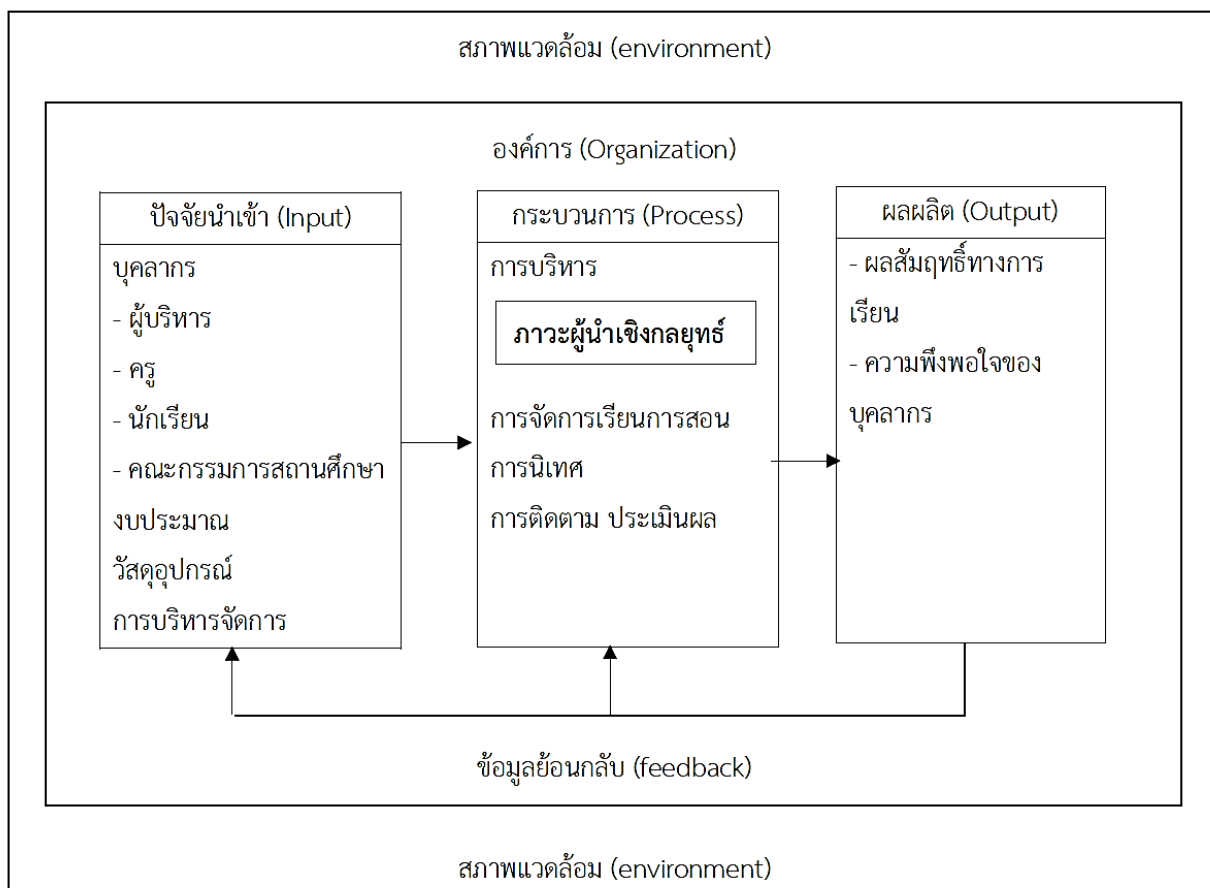 สภาพแวดล้อม (environment)
องค์การ (Organization)
ปัจจัยนำเข้า (Input)
บุคลากร
- ผู้บริหาร
- ครู
- นักเรียน
- คณะกรรมการสถานศึกษา
งบประมาณ
วัสดุอุปกรณ์
การบริหารจัดการ
กระบวนการ (Process)
การบริหาร
ภาวะผู้นำเชิงกลยุทธ์
การจัดการเรียนการสอน
การนิเทศ
การติดตาม ประเมินผล
ผลผลิต (Output)
- ผลสัมฤทธิ์ทางการ
เรียน
- ความพึงพอใจของ
บุคลากร
ข้อมูลย้อนกลับ (feedback)
สภาพแวดล้อม (environment)